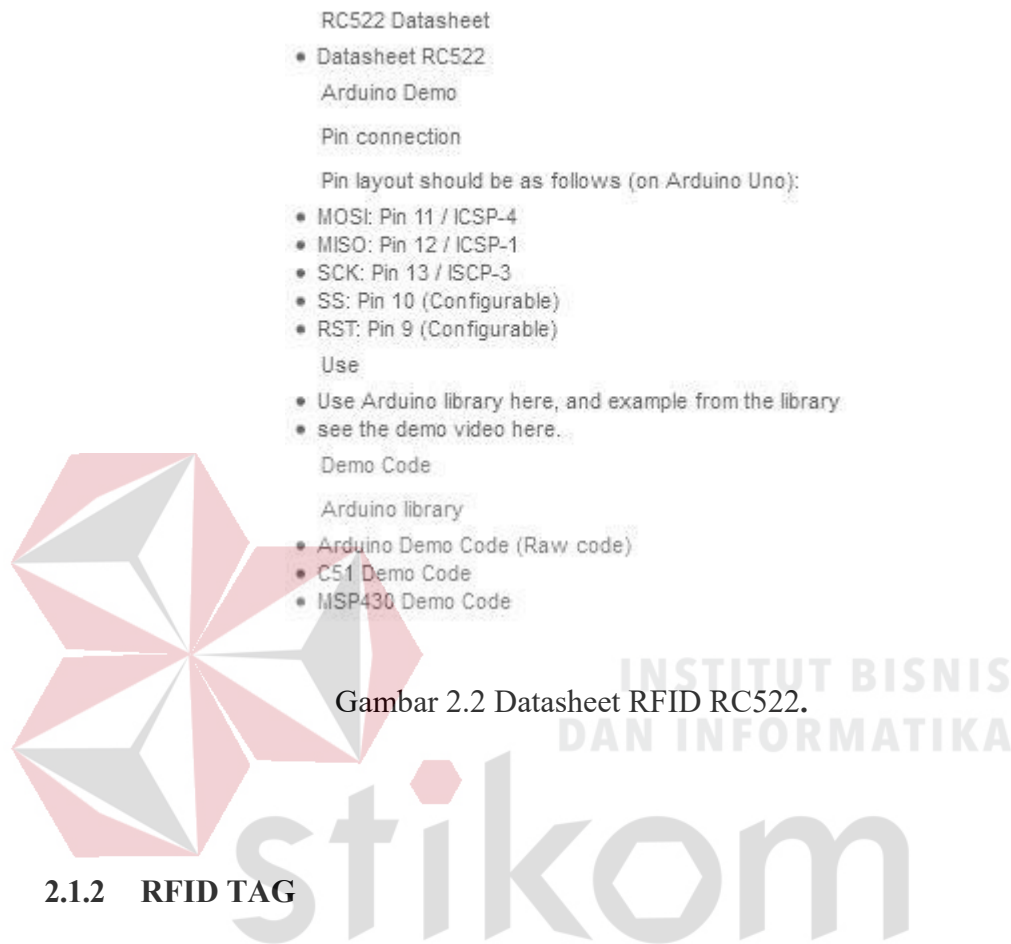 RC522 Datasheet
• Datasheet RC522
Arduino Demo
Pin connection
Pin layout should be as follows (on Arduino Uno):
• MOSI: Pin 11 / ICSP-4
• MISO: Pin 12 / ICSP-1
• SCK: Pin 13 / ISCP-3
• SS: Pin 10 (Configurable)
• RST: Pin 9 (Configurable)
Use
• Use Arduino library here, and example from the library
• see the demo video here.
Demo Code
Arduino library
• Arduino Demo Code (Raw code)
• C51 Demo Code
• MSP430 Demo Code
INSTITUT BISNIS
Gambar 2.2 Datasheet RFID RC522.
DAN INFORMATIKA
stikom
2.1.2 RFID TAG